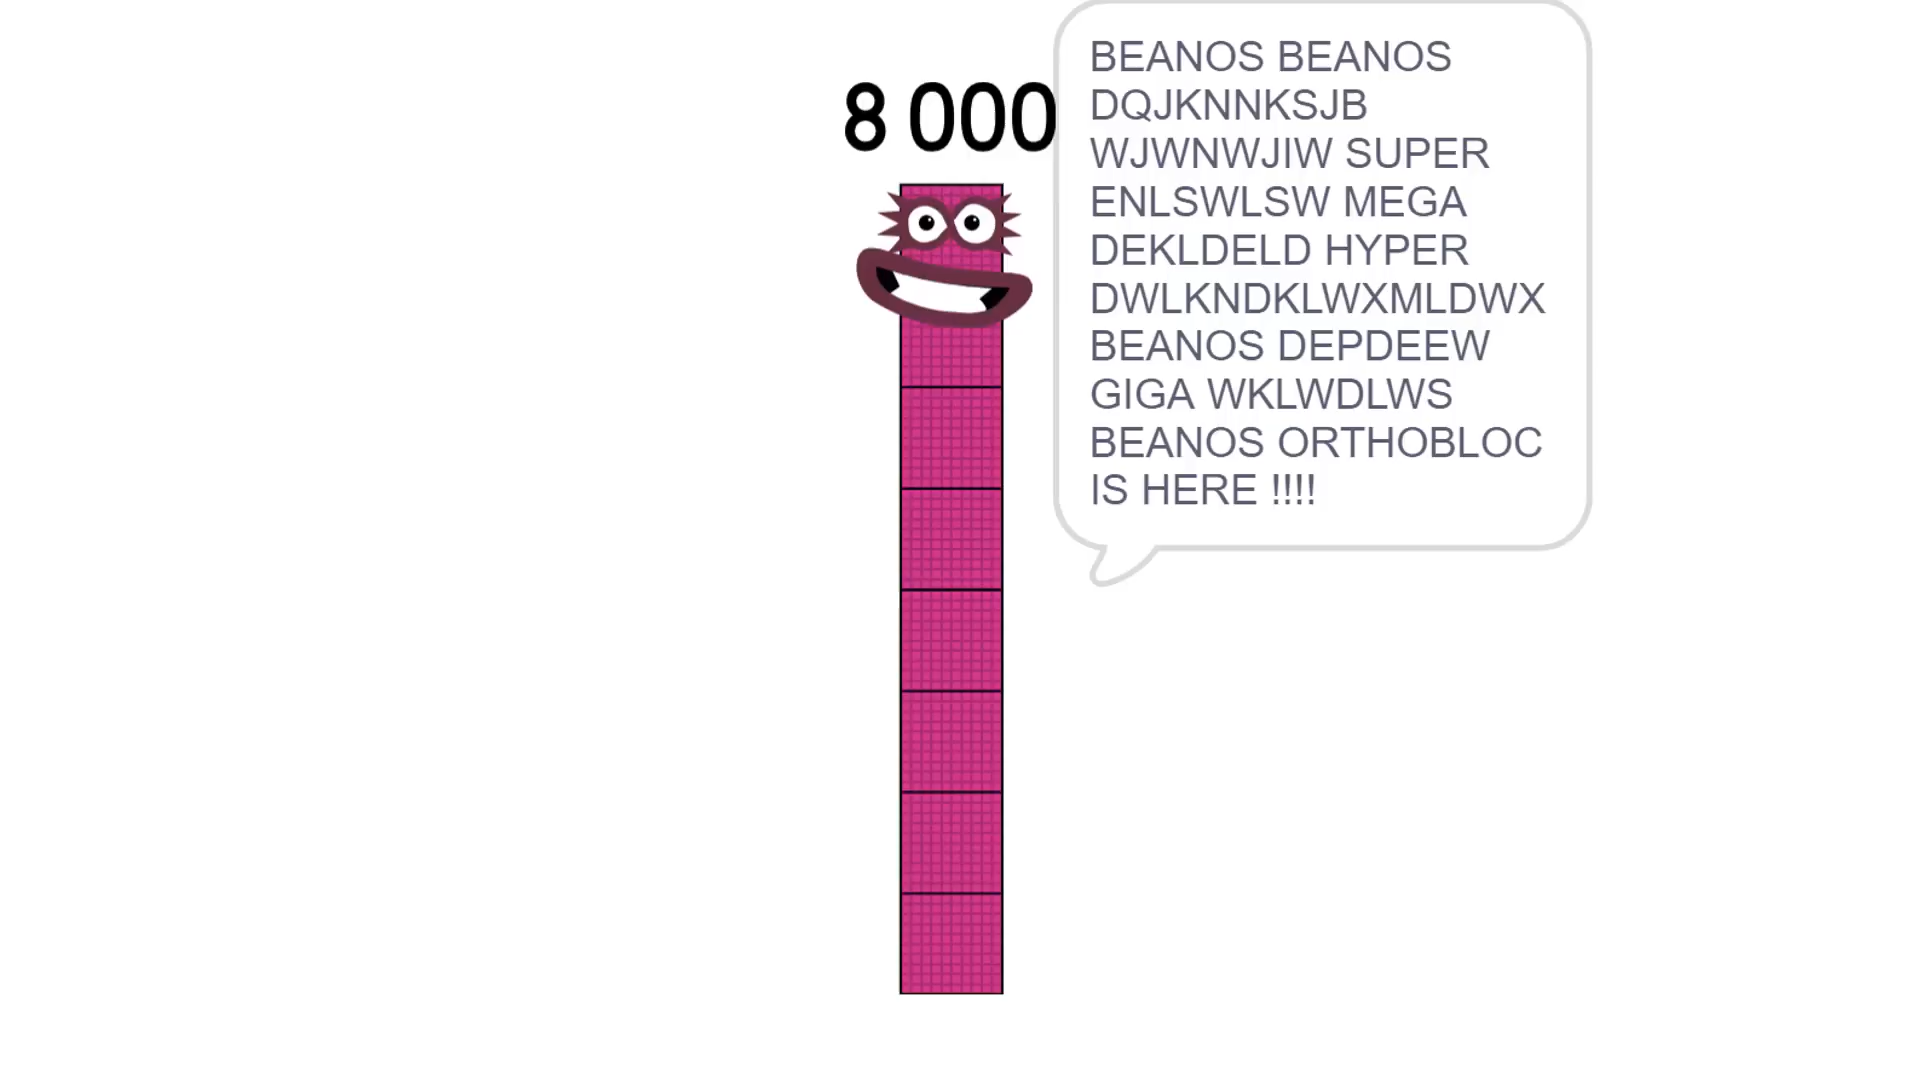 8 000
BEANOS BEANOS
DQJKNNKSJB
WJWNWJIW SUPER
ENLSWLSW MEGA
DEKLDELD HYPER
DWLKNDKLWXMLDWX
BEANOS DEPDEEW
GIGA WKLWDLWS
BEANOS ORTHOBLOC
IS HERE !!!!